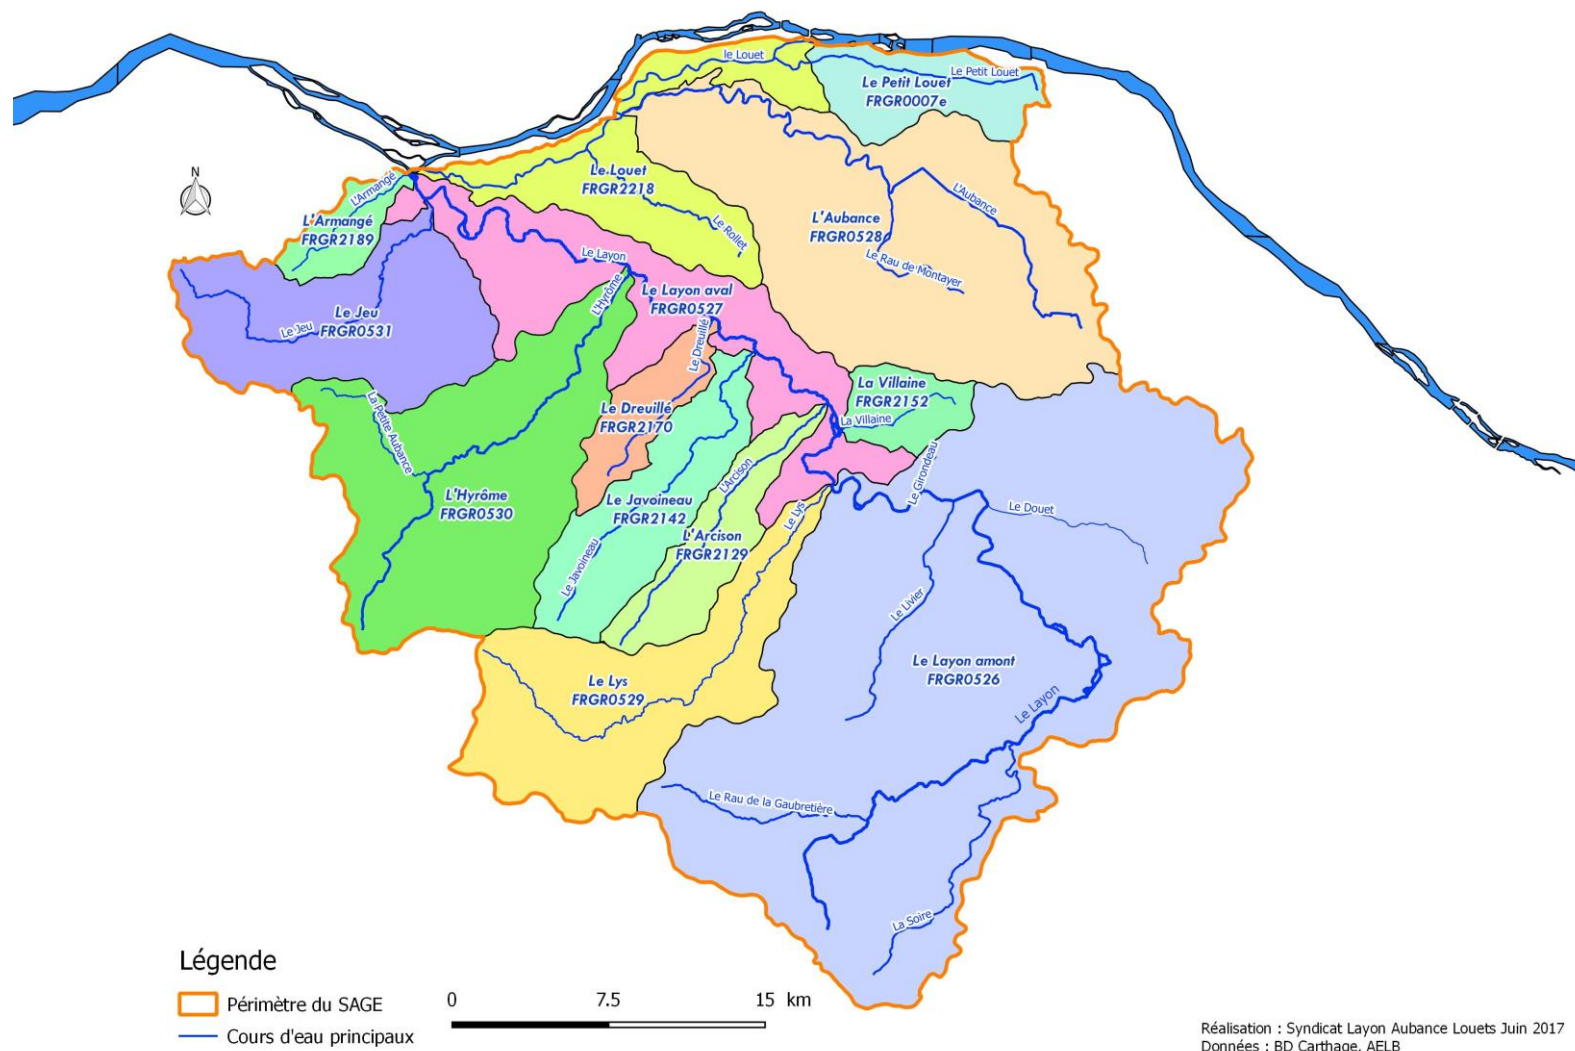 le Louet
Le Petit Louet
Le Petit Louet
FRGR0007e
N
L'Armangé
L'Armangé
FRGR2189
Le Louet
FRGR2218
Le Rollet
L'Aubance
L'Aubance
FRGR0528
Le Rau de Montayer
Le Layon
Le Layon aval
FRGR0527
L'Hyrôme
Le Jeu
FRGR0531
Le Jeu
Le Dreuillé
La Petite Aubance
Le Dreuillé
FRGR2170
La Villaine
FRGR2152
La Villaine
Le Girondeau
L'Arcison
L'Hyrôme
FRGR0530
Le Javoineau
FRGR2142
Le Lys
Le Douet
L'Arcison
FRGR2129
Le Javoineau
Le Livier
Le Lys
FRGR0529
Le Layon amont
FRGR0526
Le Layon
Le Rau de la Gaubretière
La Soire
Légende
Périmètre du SAGE
Cours d'eau principaux
0 7.5 15 km
Réalisation : Syndicat Layon Aubance Louets Juin 2017
Données : BD Carthage, AELB